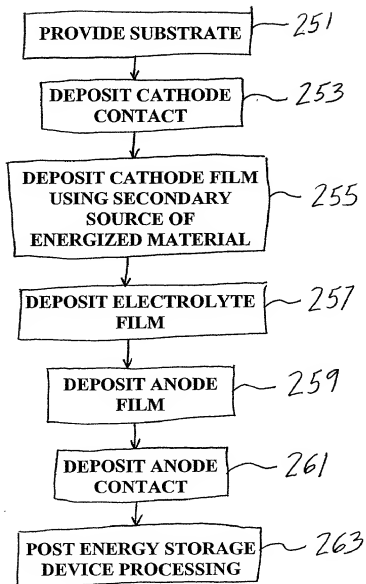 PROVIDE SUBSTRATE 251
DEPOSIT CATHODE 253
CONTACT
DEPOSIT CATHODE FILM
USING SECONDARY 255
SOURCE OF
ENERGIZED MATERIAL
DEPOSIT ELECTROLYTE 257
FILM
DEPOSIT ANODE 259
FILM
DEPOSIT ANODE 261
CONTACT
POST ENERGY STORAGE 263
DEVICE PROCESSING